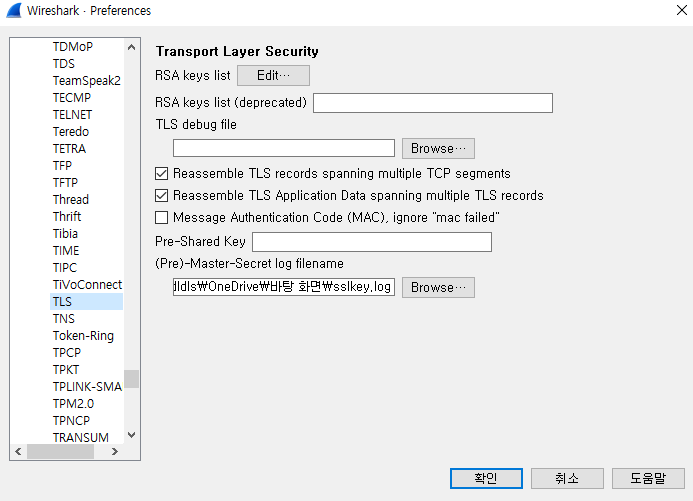 Wireshark · Preferences
TDMoP
TDS
TeamSpeak2
TECMP
TELNET
Teredo
TETRA
TFP
TFTP
Thread
Thrift
Tibia
TIME
TIPC
TiVoConnect
TLS
TNS
Token-Ring
TPCP
TPKT
TPLINK-SMA
TPM2.0
TPNCP
TRANSUM
Transport Layer Security
RSA keys list Edit...
RSA keys list (deprecated)
TLS debug file
Browse...
Reassemble TLS records spanning multiple TCP segments
Reassemble TLS Application Data spanning multiple TLS records
Message Authentication Code (MAC), ignore "mac failed"
Pre-Shared Key
(Pre)-Master-Secret log filename
ldls₩OneDrive₩바탕 화면₩sslkey.log Browse...
확인 취소 도움말